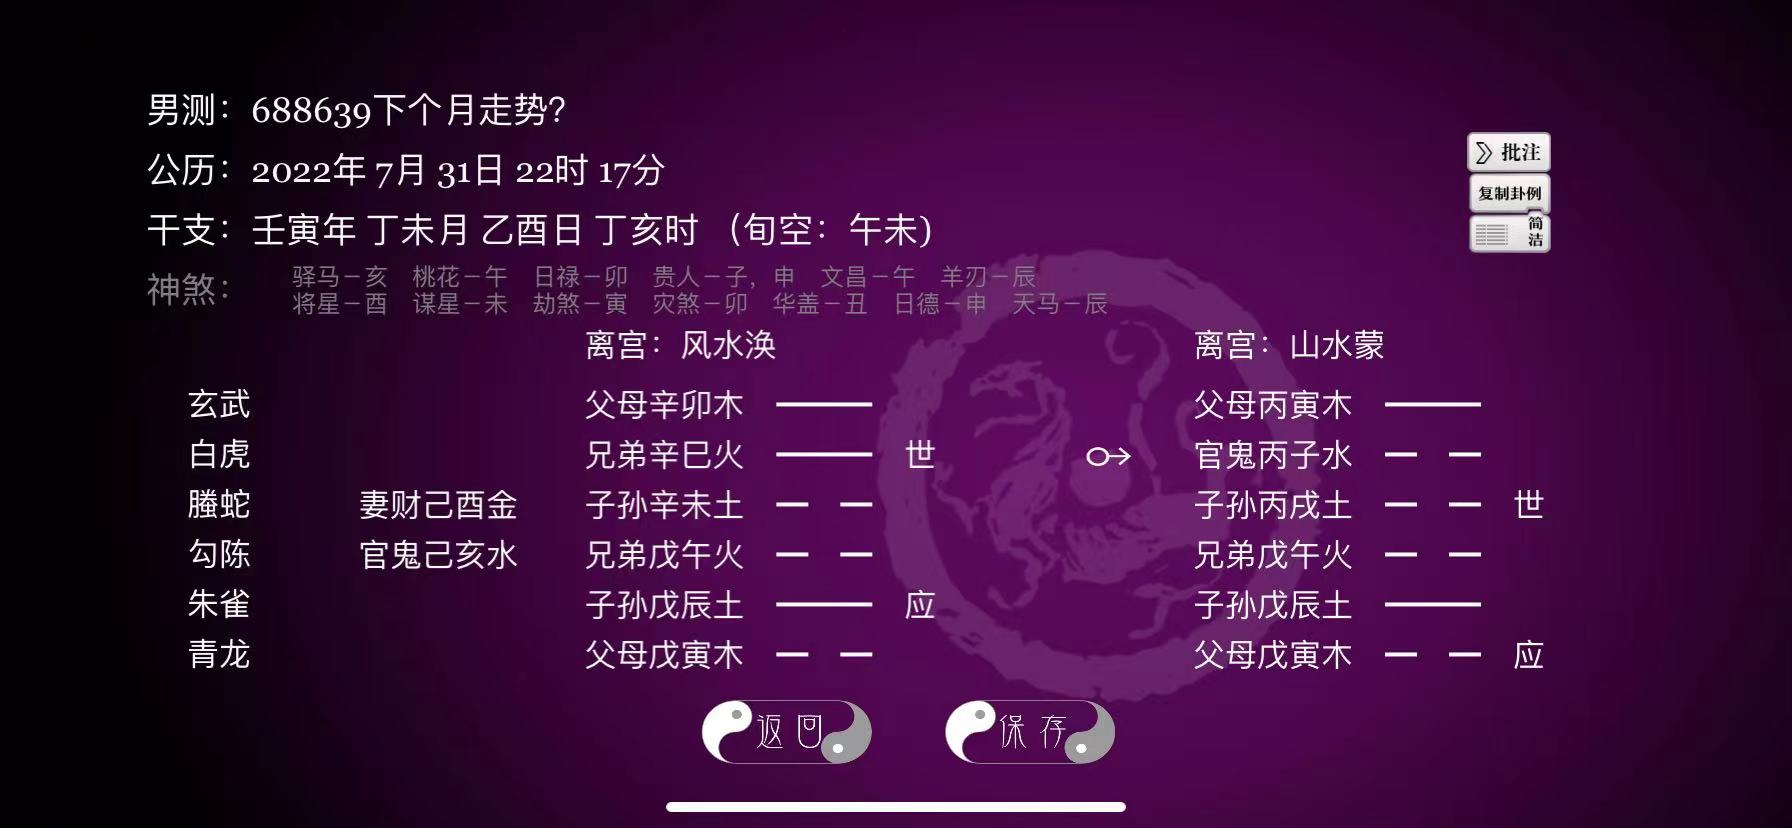 男测：688639下个月走势？
公历：2022年 7月 31日 22时 17分
干支：壬寅年 丁未月 乙酉日 丁亥时 （旬空：午未）
神煞：
驿马－亥 桃花－午 日禄－卯 贵人－子，申 文昌－午 羊刃－辰
将星－酉 谋星－未 劫煞－寅 灾煞－卯 华盖－丑 日德－申 天马－辰
批注
复制卦例
简洁
离宫：风水涣 离宫：山水蒙
玄武 父母辛卯木 父母丙寅木
白虎 兄弟辛巳火 世 官鬼丙子水
螣蛇 妻财己酉金 子孙辛未土 子孙丙戌土 世
勾陈 官鬼己亥水 兄弟戊午火 兄弟戊午火
朱雀 子孙戊辰土 应 子孙戊辰土
青龙 父母戊寅木 父母戊寅木 应
返回 保存